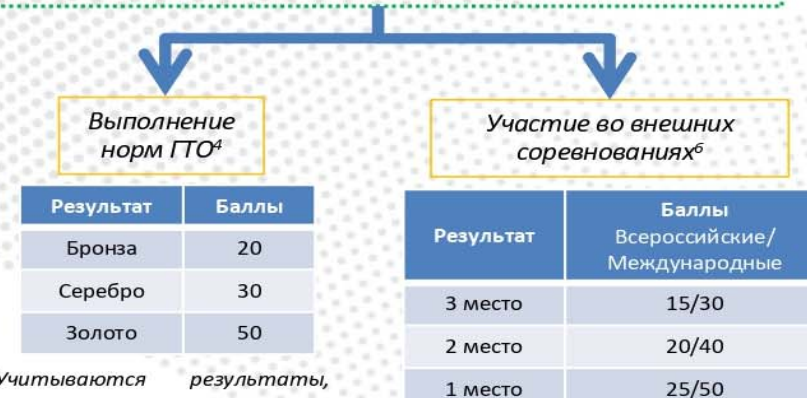 Выполнение
норм ГТО⁴
Результат Баллы
Бронза 20
Серебро 30
Золото 50
Учитываются результаты,
Участие во внешних
соревнованиях⁶
Результат Баллы
Всероссийские/
Международные
3 место 15/30
2 место 20/40
1 место 25/50